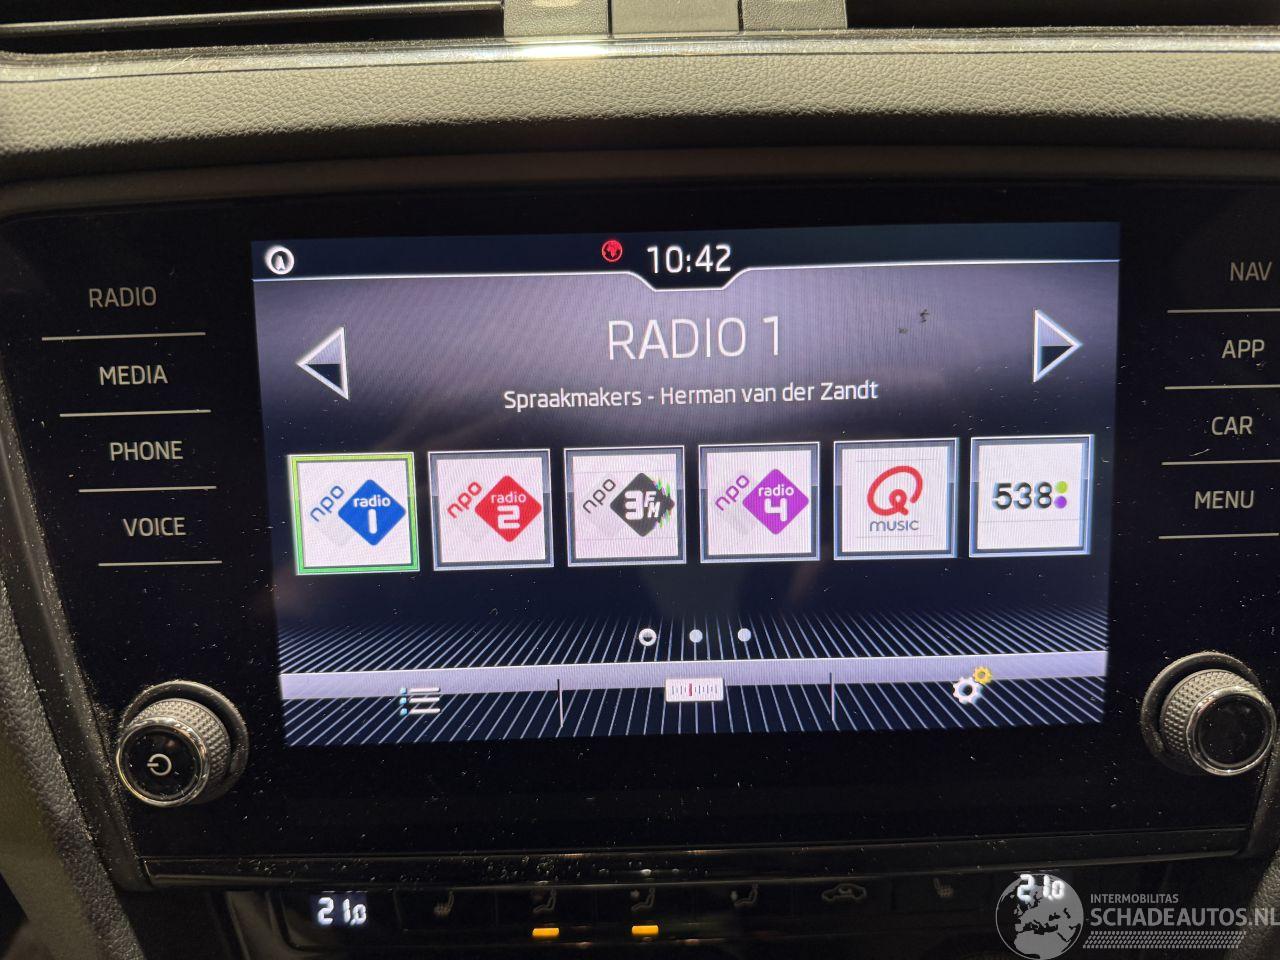 10:42
RADIO
MEDIA
PHONE
VOICE
NAV
APP
CAR
MENU
RADIO 1
Spraakmakers - Herman van der Zandt
npo radio 1
npo radio 2
npo 3FM
npo radio 4
Q MUSIC
538
21.0
21.0
INTERMOBILITAS
SCHADEAUTOS.NL